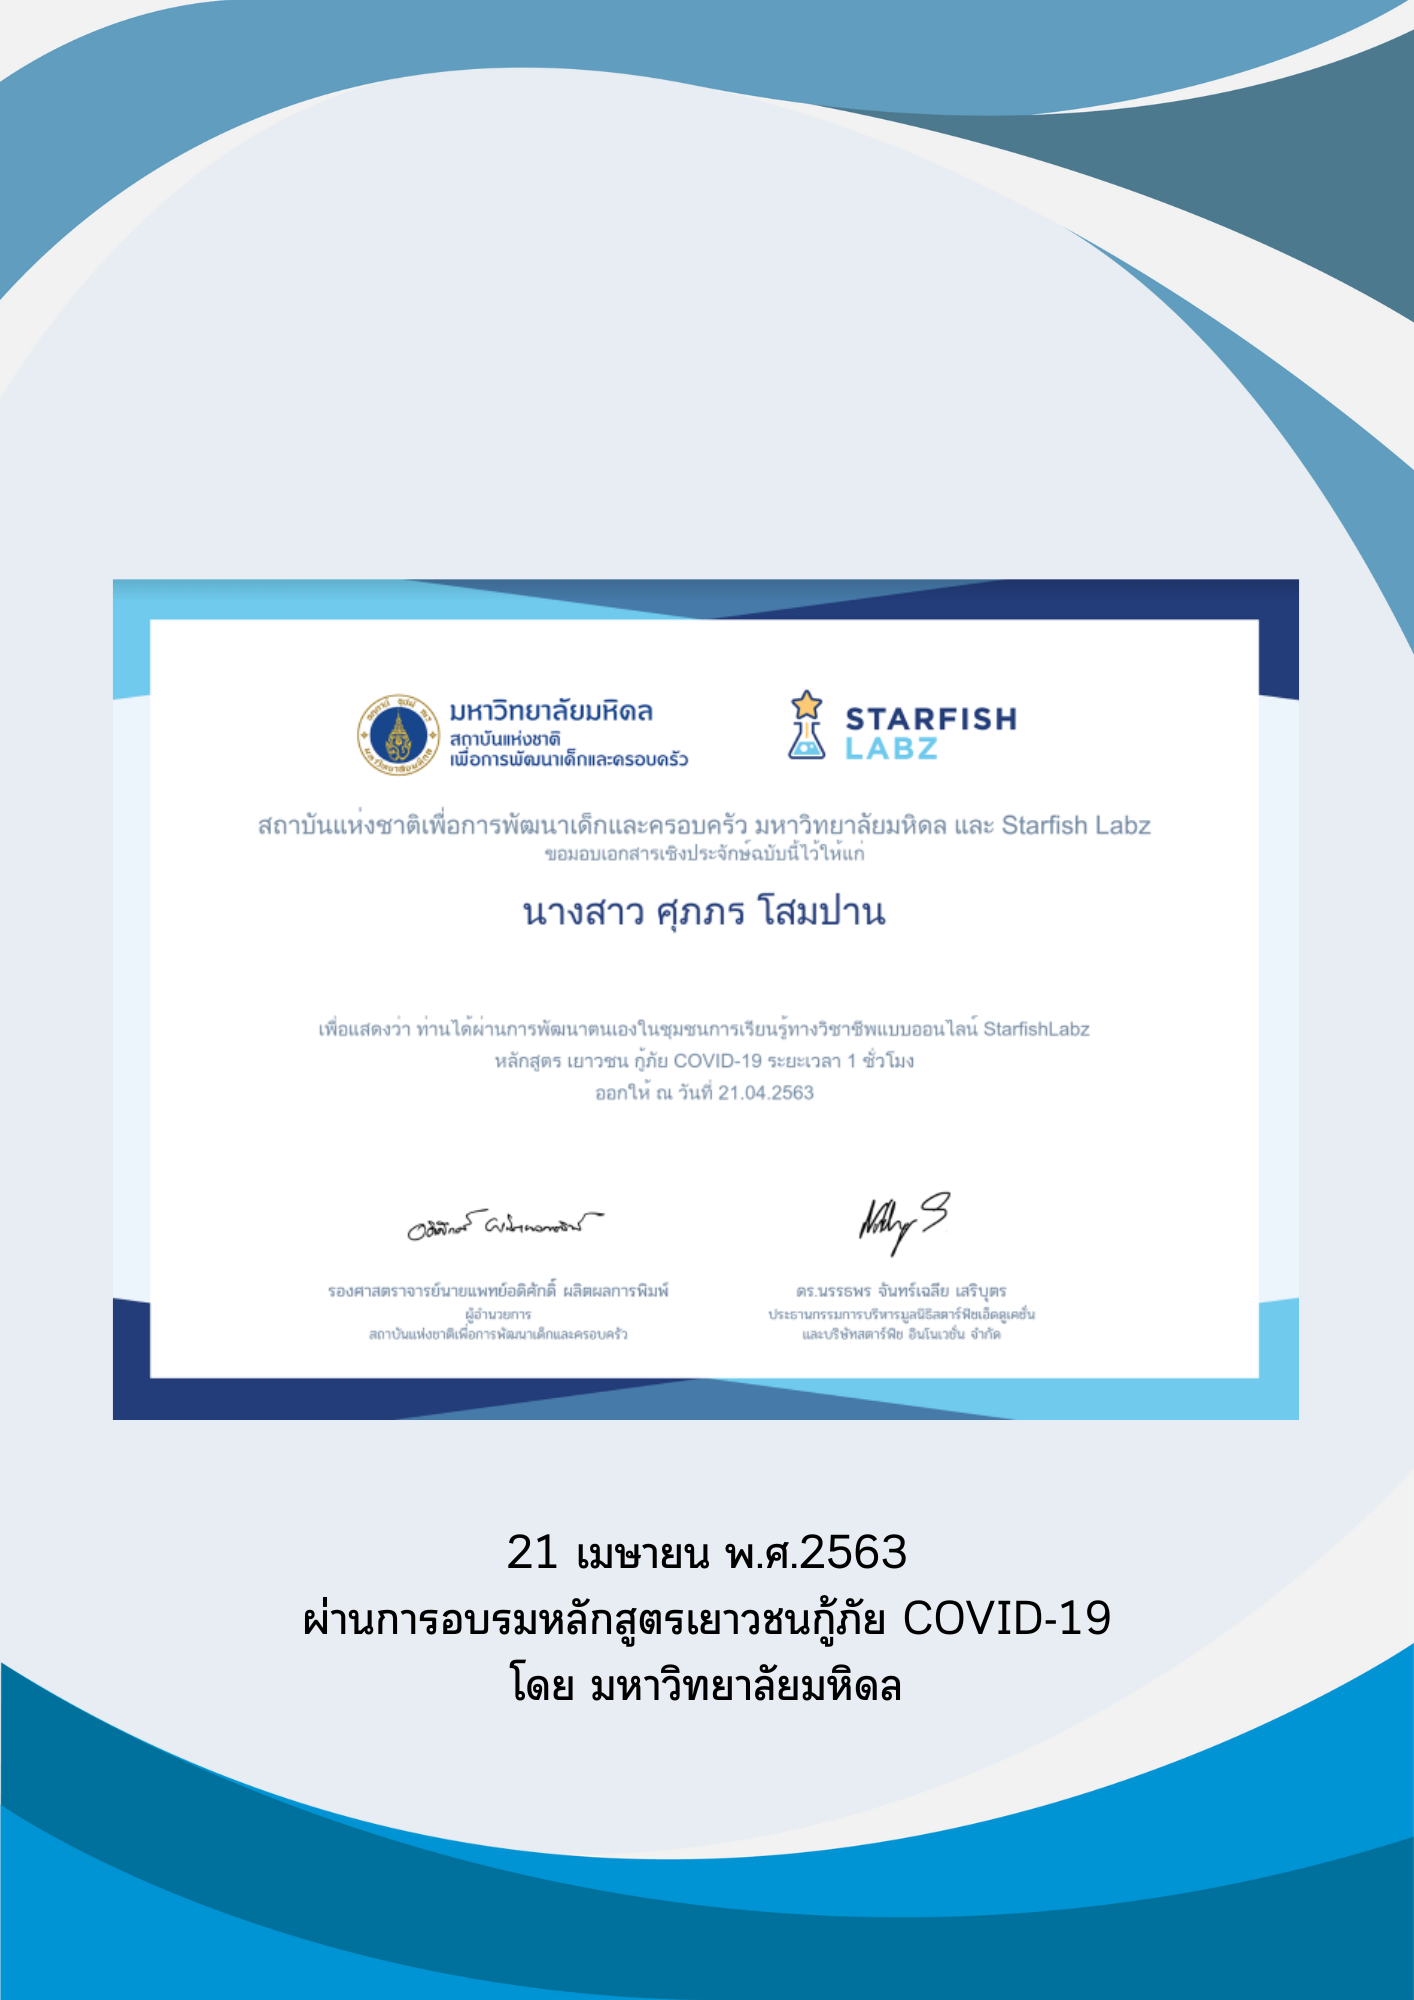 มหาวิทยาลัยมหิดล
สถาบันแห่งชาติ
เพื่อการพัฒนาเด็กและครอบครัว
STARFISH
LABZ
สถาบันแห่งชาติเพื่อการพัฒนาเด็กและครอบครัว มหาวิทยาลัยมหิดล และ Starfish Labz
ขอมอบเอกสารเชิงประจักษ์ฉบับนี้ไว้ให้แก่
นางสาว ศุภภร โสมปาน
เพื่อแสดงว่า ท่านได้ผ่านการพัฒนาตนเองในชุมชนการเรียนรู้ทางวิชาชีพแบบออนไลน์ StarfishLabz
หลักสูตร เยาวชน กู้ภัย COVID-19 ระยะเวลา 1 ชั่วโมง
ออกให้ ณ วันที่ 21.04.2563
รองศาสตราจารย์นายแพทย์อดิศักดิ์ ผลิตผลการพิมพ์
ผู้อำนวยการ
สถาบันแห่งชาติเพื่อการพัฒนาเด็กและครอบครัว
ดร.นรรธพร จันทร์เฉลี่ย เสริบุตร
ประธานกรรมการบริหารมูลนิธิสตาร์ฟิชเอ็ดดูเคชั่น
และบริษัทสตาร์ฟิช อินโนเวชั่น จำกัด
21 เมษายน พ.ศ.2563
ผ่านการอบรมหลักสูตรเยาวชนกู้ภัย COVID-19
โดย มหาวิทยาลัยมหิดล